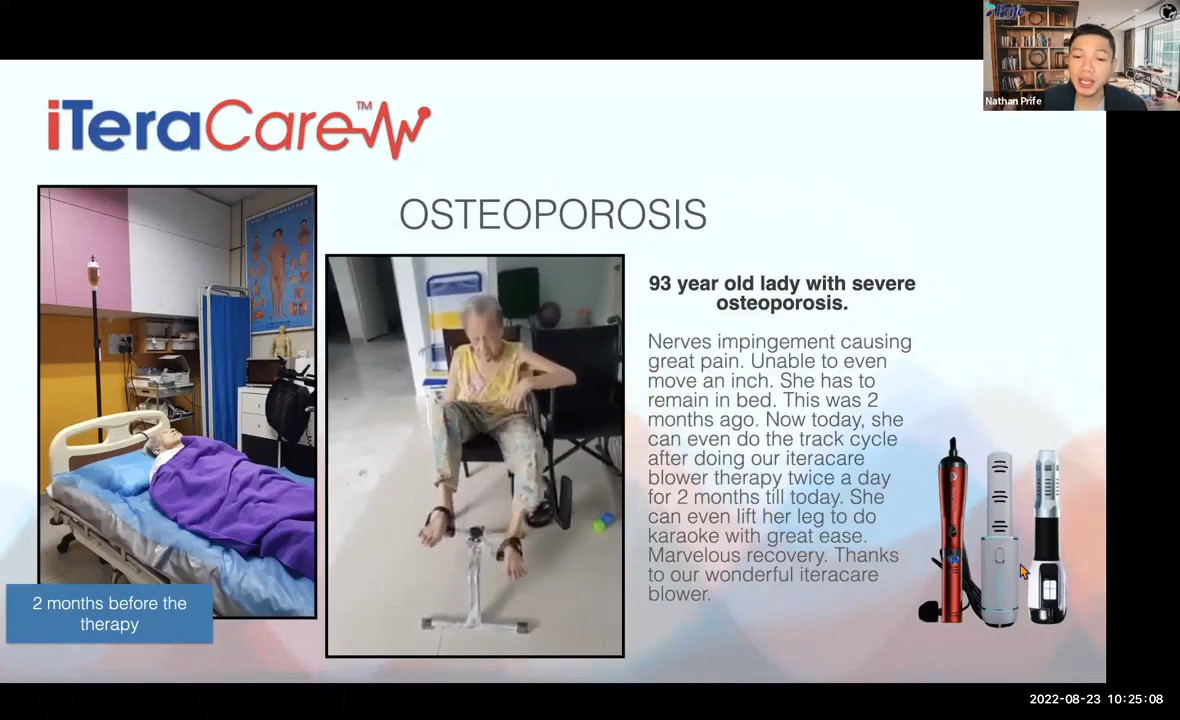 Prife
Nathan Prife
iTeraCare™
OSTEOPOROSIS
93 year old lady with severe
osteoporosis.
Nerves impingement causing
great pain. Unable to even
move an inch. She has to
remain in bed. This was 2
months ago. Now today, she
can even do the track cycle
after doing our iteracare
blower therapy twice a day
for 2 months till today. She
can even lift her leg to do
karaoke with great ease.
Marvelous recovery. Thanks
to our wonderful iteracare
blower.
2 months before the
therapy
2022-08-23 10:25:08